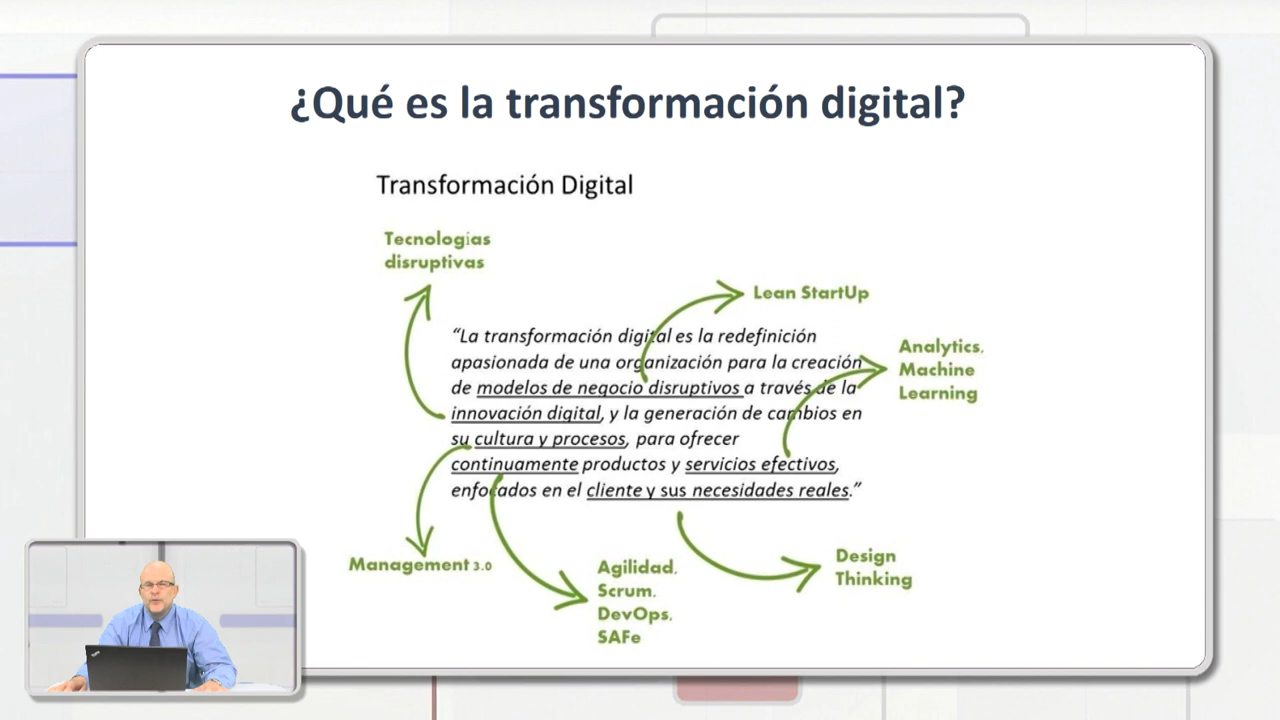 ¿Qué es la transformación digital?
Transformación Digital
Tecnologías
disruptivas
Lean StartUp
“La transformación digital es la redefinición
apasionada de una organización para la creación
de modelos de negocio disruptivos a través de la
innovación digital, y la generación de cambios en
su cultura y procesos, para ofrecer
continuamente productos y servicios efectivos,
enfocados en el cliente y sus necesidades reales.”
Analytics,
Machine
Learning
Management 3.0
Agilidad,
Scrum,
DevOps,
SAFe
Design
Thinking